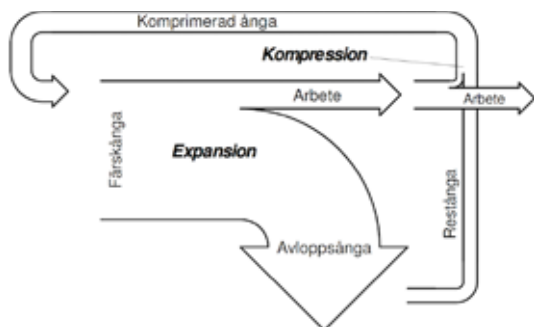 Komprimerad ånga
Kompression
Arbete
Arbete
Färskånga
Expansion
Restånga
Avloppsånga